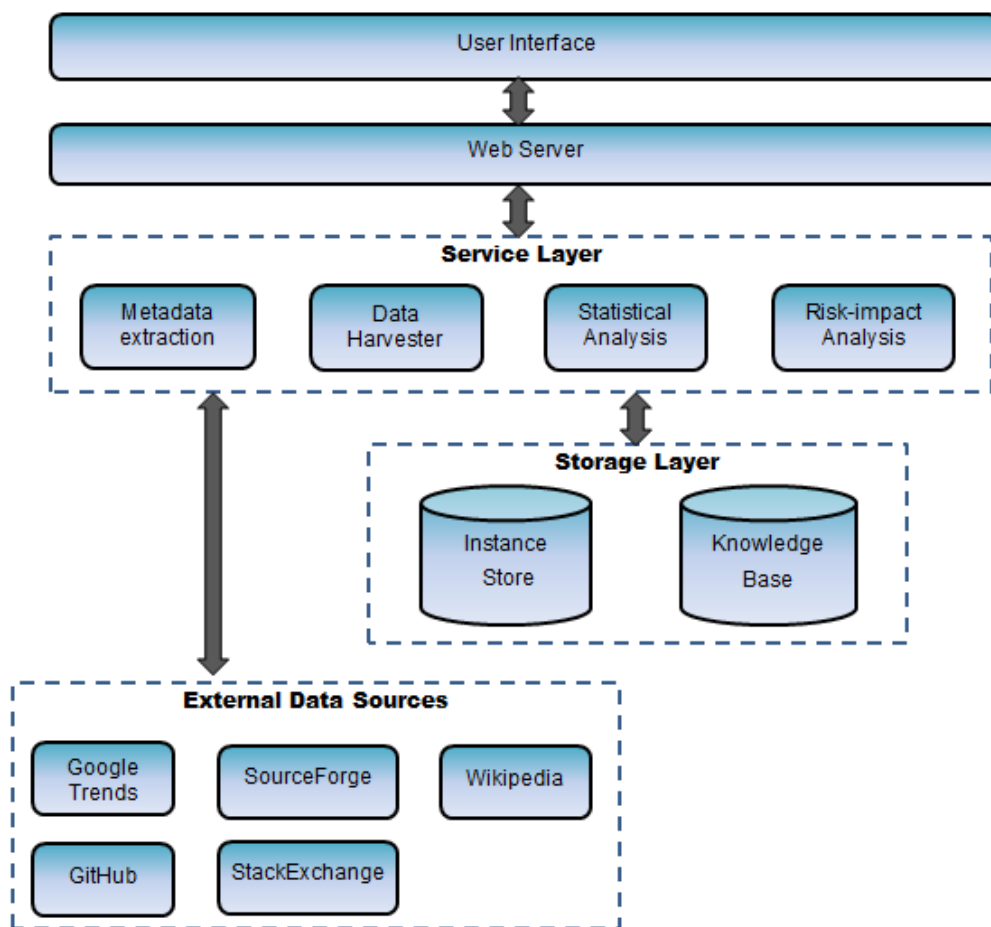 User Interface
Web Server
Service Layer
Metadata
extraction
Data
Harvester
Statistical
Analysis
Risk-impact
Analysis
Storage Layer
Instance
Store
Knowledge
Base
External Data Sources
Google
Trends
SourceForge
Wikipedia
GitHub
StackExchange